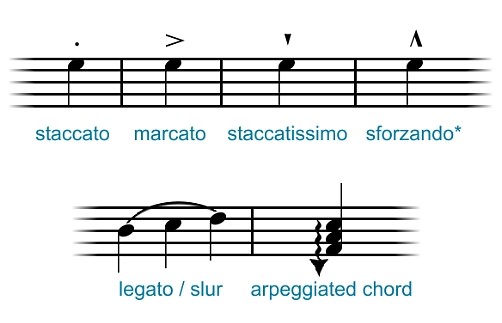 staccato marcato staccatissimo sforzando*
legato / slur arpeggiated chord